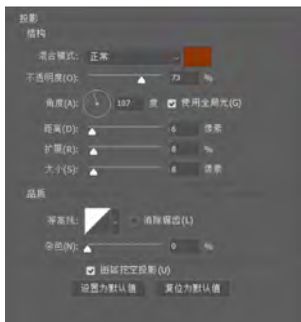 投影
结构
混合模式: 正常
不透明度(O): 73 %
角度(A): 107 度 使用全局光(G)
距离(D): 6 像素
扩展(R): 8 %
大小(S): 8 像素
品质
等高线: 消除锯齿(L)
杂色(N): 0 %
图层挖空投影(U)
设置为默认值 复位为默认值